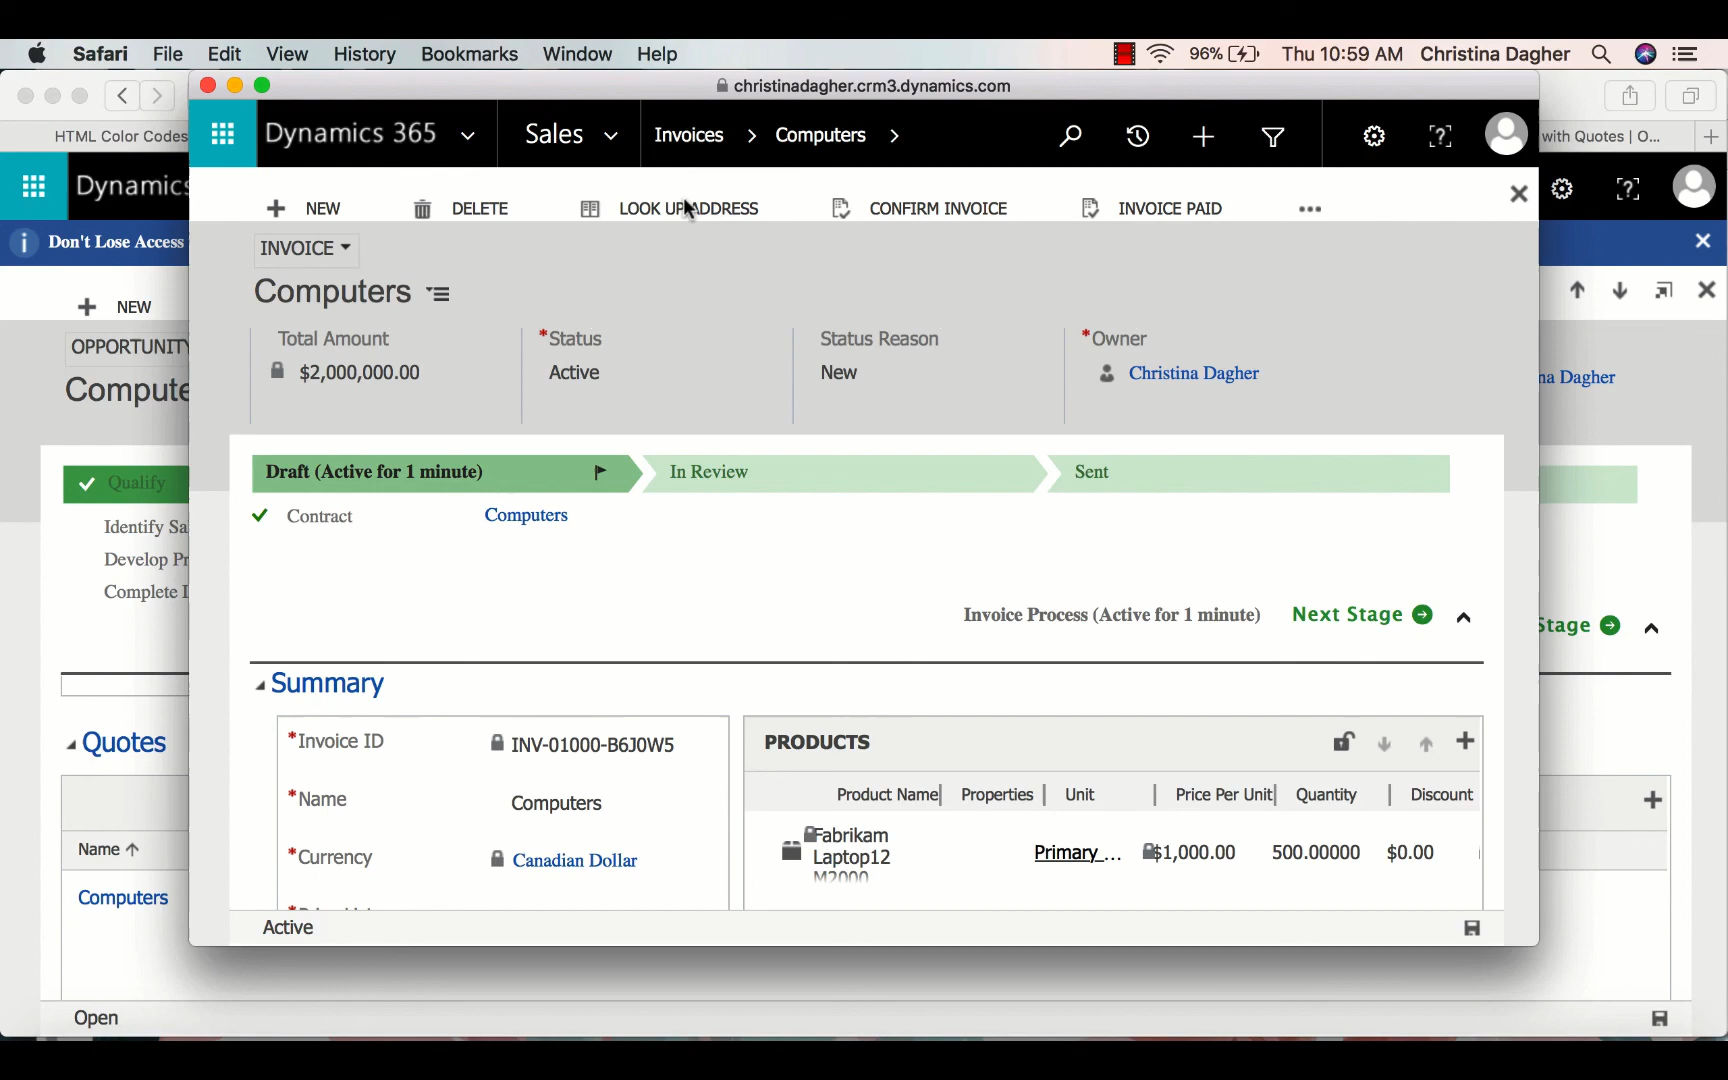 Safari File Edit View History Bookmarks Window Help 96% Thu 10:59 AM Christina Dagher
christinadagher.crm3.dynamics.com
HTML Color Codes
with Quotes | O...
Dynamics 365 Sales Invoices Computers
Dynamics
Don't Lose Access
NEW DELETE LOOK UP ADDRESS CONFIRM INVOICE INVOICE PAID
INVOICE
Computers
NEW
OPPORTUNITY
Compute
na Dagher
Total Amount *Status Status Reason *Owner
$2,000,000.00 Active New Christina Dagher
Draft (Active for 1 minute) In Review Sent
Qualify
Contract Computers
Identify Sa
Develop Pr
Complete I
Invoice Process (Active for 1 minute) Next Stage
Stage
Summary
Quotes
*Invoice ID INV-01000-B6J0W5
*Name Computers
*Currency Canadian Dollar
PRODUCTS
Product Name Properties Unit Price Per Unit Quantity Discount
Fabrikam
Laptop12
M2000
Primary ... $1,000.00 500.00000 $0.00
Name
Computers
Active
Open